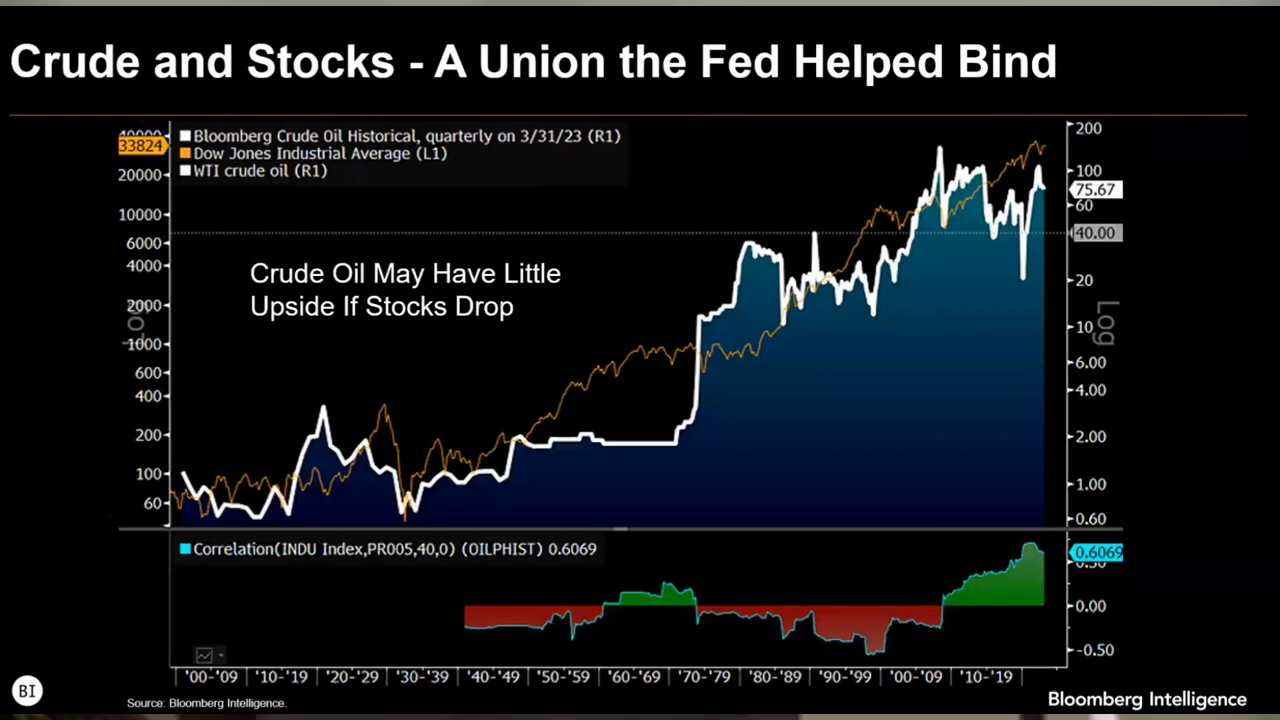 Crude and Stocks - A Union the Fed Helped Bind
Bloomberg Crude Oil Historical, quarterly on 3/31/23 (R1)
Dow Jones Industrial Average (L1)
WTI crude oil (R1)
Crude Oil May Have Little
Upside If Stocks Drop
40000
33824
20000
10000
6000
4000
2000
1000
600
400
200
100
60
Log
200
100
75.67
60
40.00
20
10
6.00
4.00
2.00
1.00
0.60
Log
Correlation(INDU Index,PR005,40,0) (OILPHIST) 0.6069
0.6069
0.50
0.00
-0.50
'00-'09 '10-'19 '20-'29 '30-'39 '40-'49 '50-'59 '60-'69 '70-'79 '80-'89 '90-'99 '00-'09 '10-'19
BI
Source: Bloomberg Intelligence.
Bloomberg Intelligence